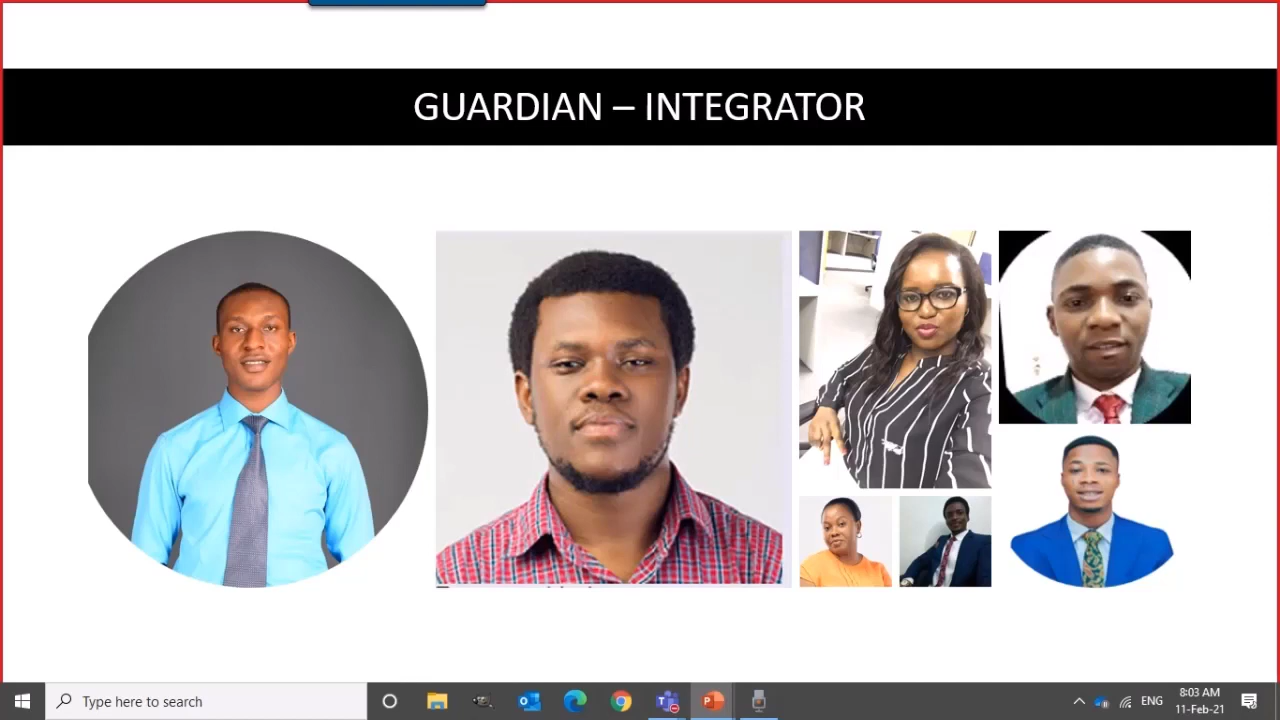 GUARDIAN – INTEGRATOR
Type here to search
ENG
8:03 AM
11-Feb-21